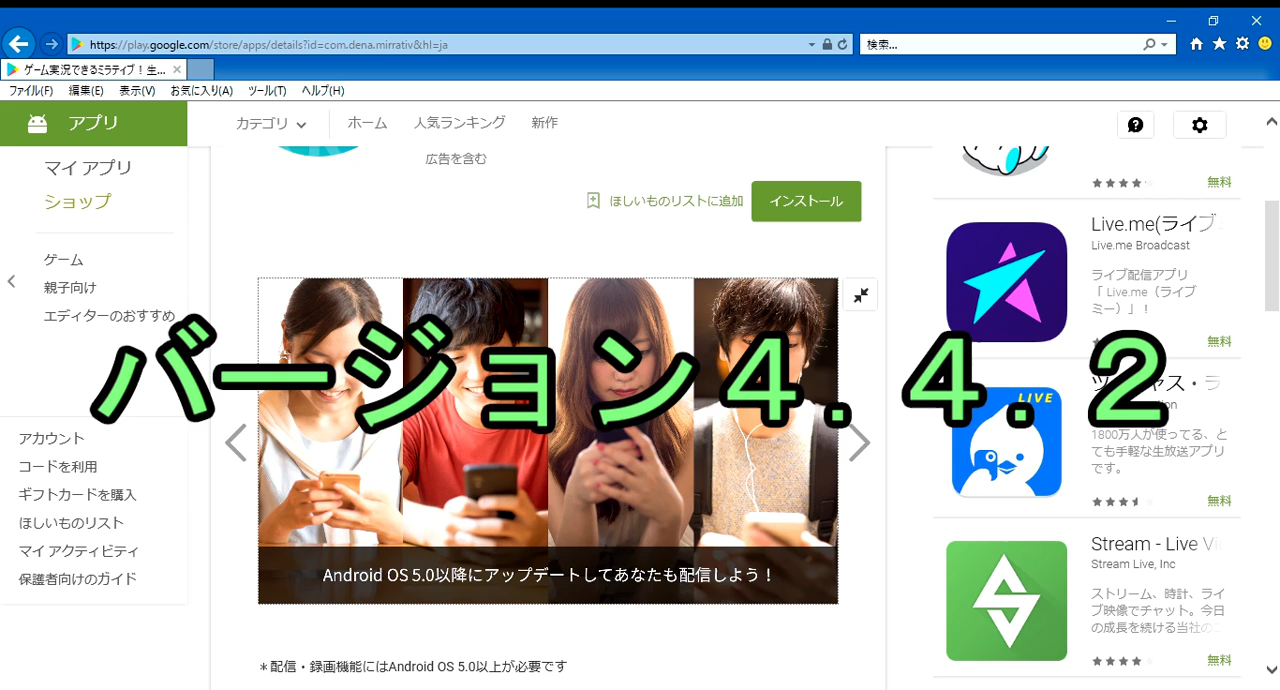 https://play.google.com/store/apps/details?id=com.dena.mirrativ&hl=ja
検索...
ゲーム実況できるミラティブ！生...
ファイル(F) 編集(E) 表示(V) お気に入り(A) ツール(T) ヘルプ(H)
アプリ
カテゴリ ホーム 人気ランキング 新作
マイ アプリ
ショップ
ゲーム
親子向け
エディターのおすすめ
アカウント
コードを利用
ギフトカードを購入
ほしいものリスト
マイ アクティビティ
保護者向けのガイド
広告を含む
ほしいものリストに追加 インストール
バージョン４．４．２
Android OS 5.0以降にアップデートしてあなたも配信しよう！
＊配信・録画機能にはAndroid OS 5.0以上が必要です
無料
Live.me(ライブ
Live.me Broadcast
ライブ配信アプリ
「 Live.me（ライブ
ミー）」！
無料
LIVE
キャス・ラ
1800万人が使ってる、と
ても手軽な生放送アプリ
です。
無料
Stream - Live Vi
Stream Live, Inc
ストリーム、時計、ライ
ブ映像でチャット。今日
の成長を続ける当社の
無料